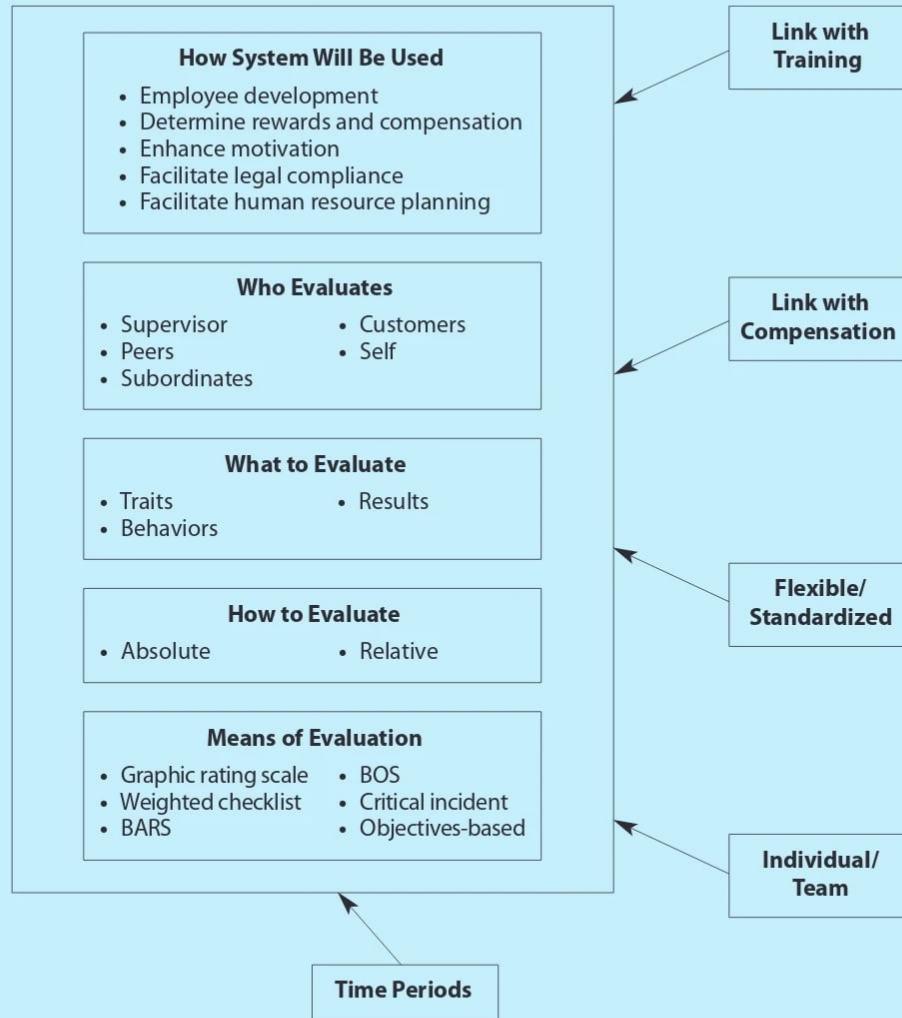 How System Will Be Used
• Employee development
• Determine rewards and compensation
• Enhance motivation
• Facilitate legal compliance
• Facilitate human resource planning
Who Evaluates
• Supervisor
• Peers
• Subordinates
• Customers
• Self
What to Evaluate
• Traits
• Behaviors
• Results
How to Evaluate
• Absolute
• Relative
Means of Evaluation
• Graphic rating scale
• Weighted checklist
• BARS
• BOS
• Critical incident
• Objectives-based
Link with
Training
Link with
Compensation
Flexible/
Standardized
Individual/
Team
Time Periods